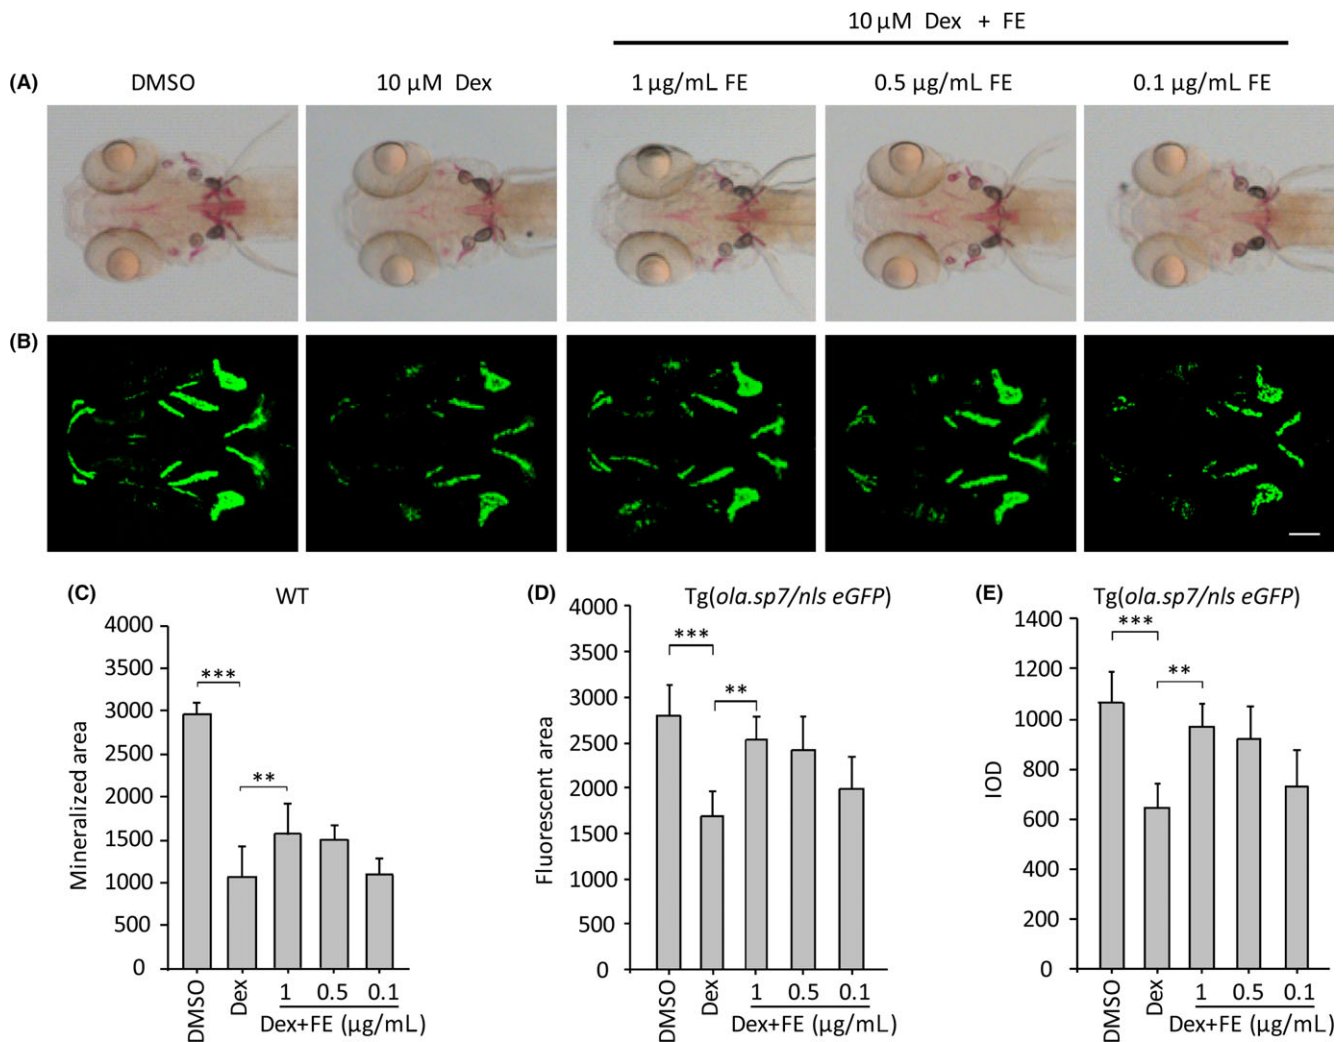 10 µM Dex + FE
(A) DMSO 10 µM Dex 1 µg/mL FE 0.5 µg/mL FE 0.1 µg/mL FE
(B)
(C) WT
4000
3500
3000
2500
2000
1500
1000
500
0
Mineralized area
***
**
DMSO Dex 1 0.5 0.1
Dex+FE (µg/mL)
(D) Tg(ola.sp7/nls eGFP)
4000
3500
3000
2500
2000
1500
1000
500
0
Fluorescent area
***
**
DMSO Dex 1 0.5 0.1
Dex+FE (µg/mL)
(E) Tg(ola.sp7/nls eGFP)
1400
1200
1000
800
600
400
200
0
IOD
***
**
DMSO Dex 1 0.5 0.1
Dex+FE (µg/mL)